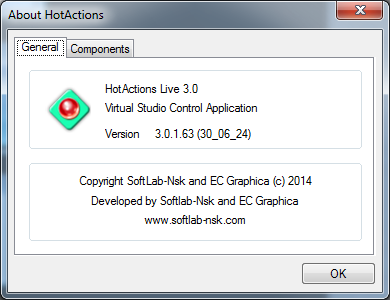 About HotActions
General Components
HotActions Live 3.0
Virtual Studio Control Application
Version 3.0.1.63 (30_06_24)
Copyright SoftLab-Nsk and EC Graphica (c) 2014
Developed by Softlab-Nsk and EC Graphica
www.softlab-nsk.com
OK